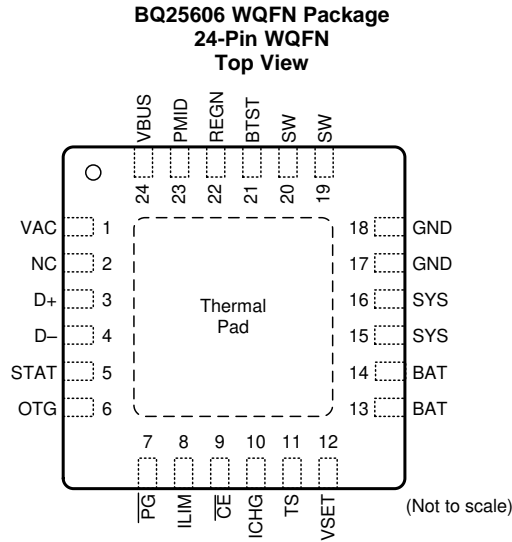 BQ25606 WQFN Package
24-Pin WQFN
Top View
VBUS PMID REGN BTST SW SW
24 23 22 21 20 19
VAC 1 18 GND
NC 2 17 GND
D+ 3 16 SYS
D– 4 15 SYS
STAT 5 14 BAT
OTG 6 13 BAT
Thermal
Pad
7 8 9 10 11 12
P̅G̅ ILIM C̅E̅ ICHG TS VSET
(Not to scale)